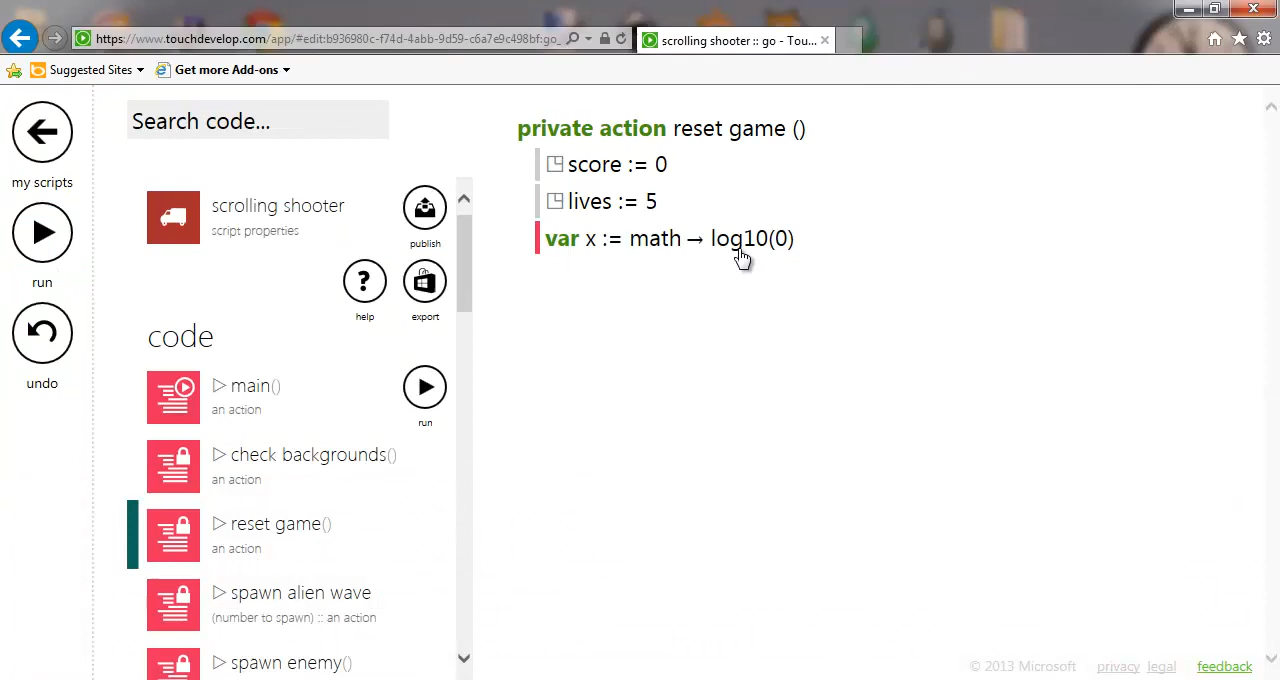 https://www.touchdevelop.com/app/#edit:b936980c-f74d-4abb-9d59-c6a7e9c498bf:go_
scrolling shooter :: go - Tou...
Suggested Sites
Get more Add-ons
my scripts
run
undo
Search code...
scrolling shooter
script properties
publish
help
export
code
main()
an action
run
check backgrounds()
an action
reset game()
an action
spawn alien wave
(number to spawn) :: an action
spawn enemy()
private action reset game ()
score := 0
lives := 5
var x := math → log10(0)
© 2013 Microsoft privacy legal feedback